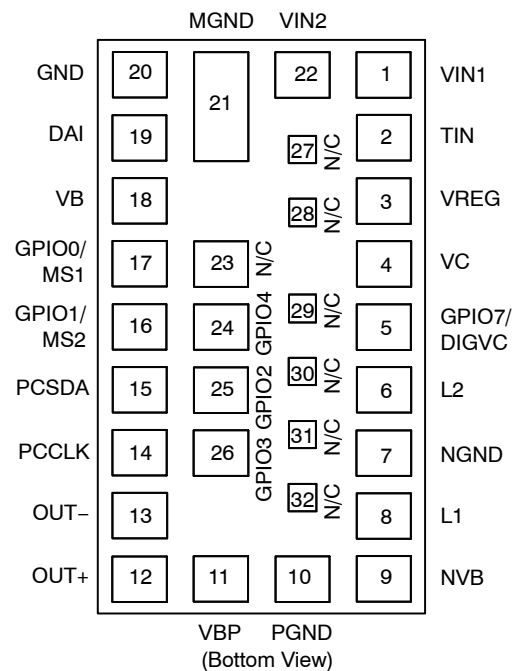 MGND VIN2
GND 20 21 22 1 VIN1
DAI 19 27 N/C 2 TIN
VB 18 28 N/C 3 VREG
GPIO0/
MS1 17 23 N/C 4 VC
GPIO1/
MS2 16 24 GPIO4 29 N/C 5 GPIO7/
DIGVC
PCSDA 15 25 GPIO2 30 N/C 6 L2
PCCLK 14 26 GPIO3 31 N/C 7 NGND
OUT− 13 32 N/C 8 L1
OUT+ 12 11 10 9 NVB
VBP PGND
(Bottom View)